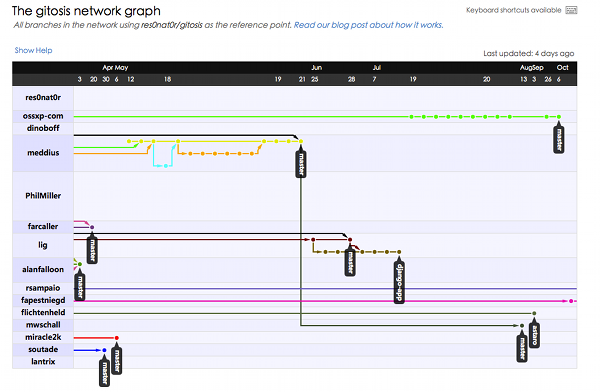 The gitosis network graph
Keyboard shortcuts available
All branches in the network using res0nat0r/gitosis as the reference point. Read our blog post about how it works.
Show Help
Last updated: 4 days ago
Apr May Jun Jul AugSep Oct
3 20 30 6 12 18 19 21 25 28 7 19 20 13 3 26 6
res0nat0r
ossxp-com
master
dinoboff
meddius
master
PhilMiller
farcaller
master
lig
master
django-app
alanfalloon
master
rsampaio
fapestniegd
flichtenheld
astaro
mwschall
master
miracle2k
master
soutade
master
lantrix